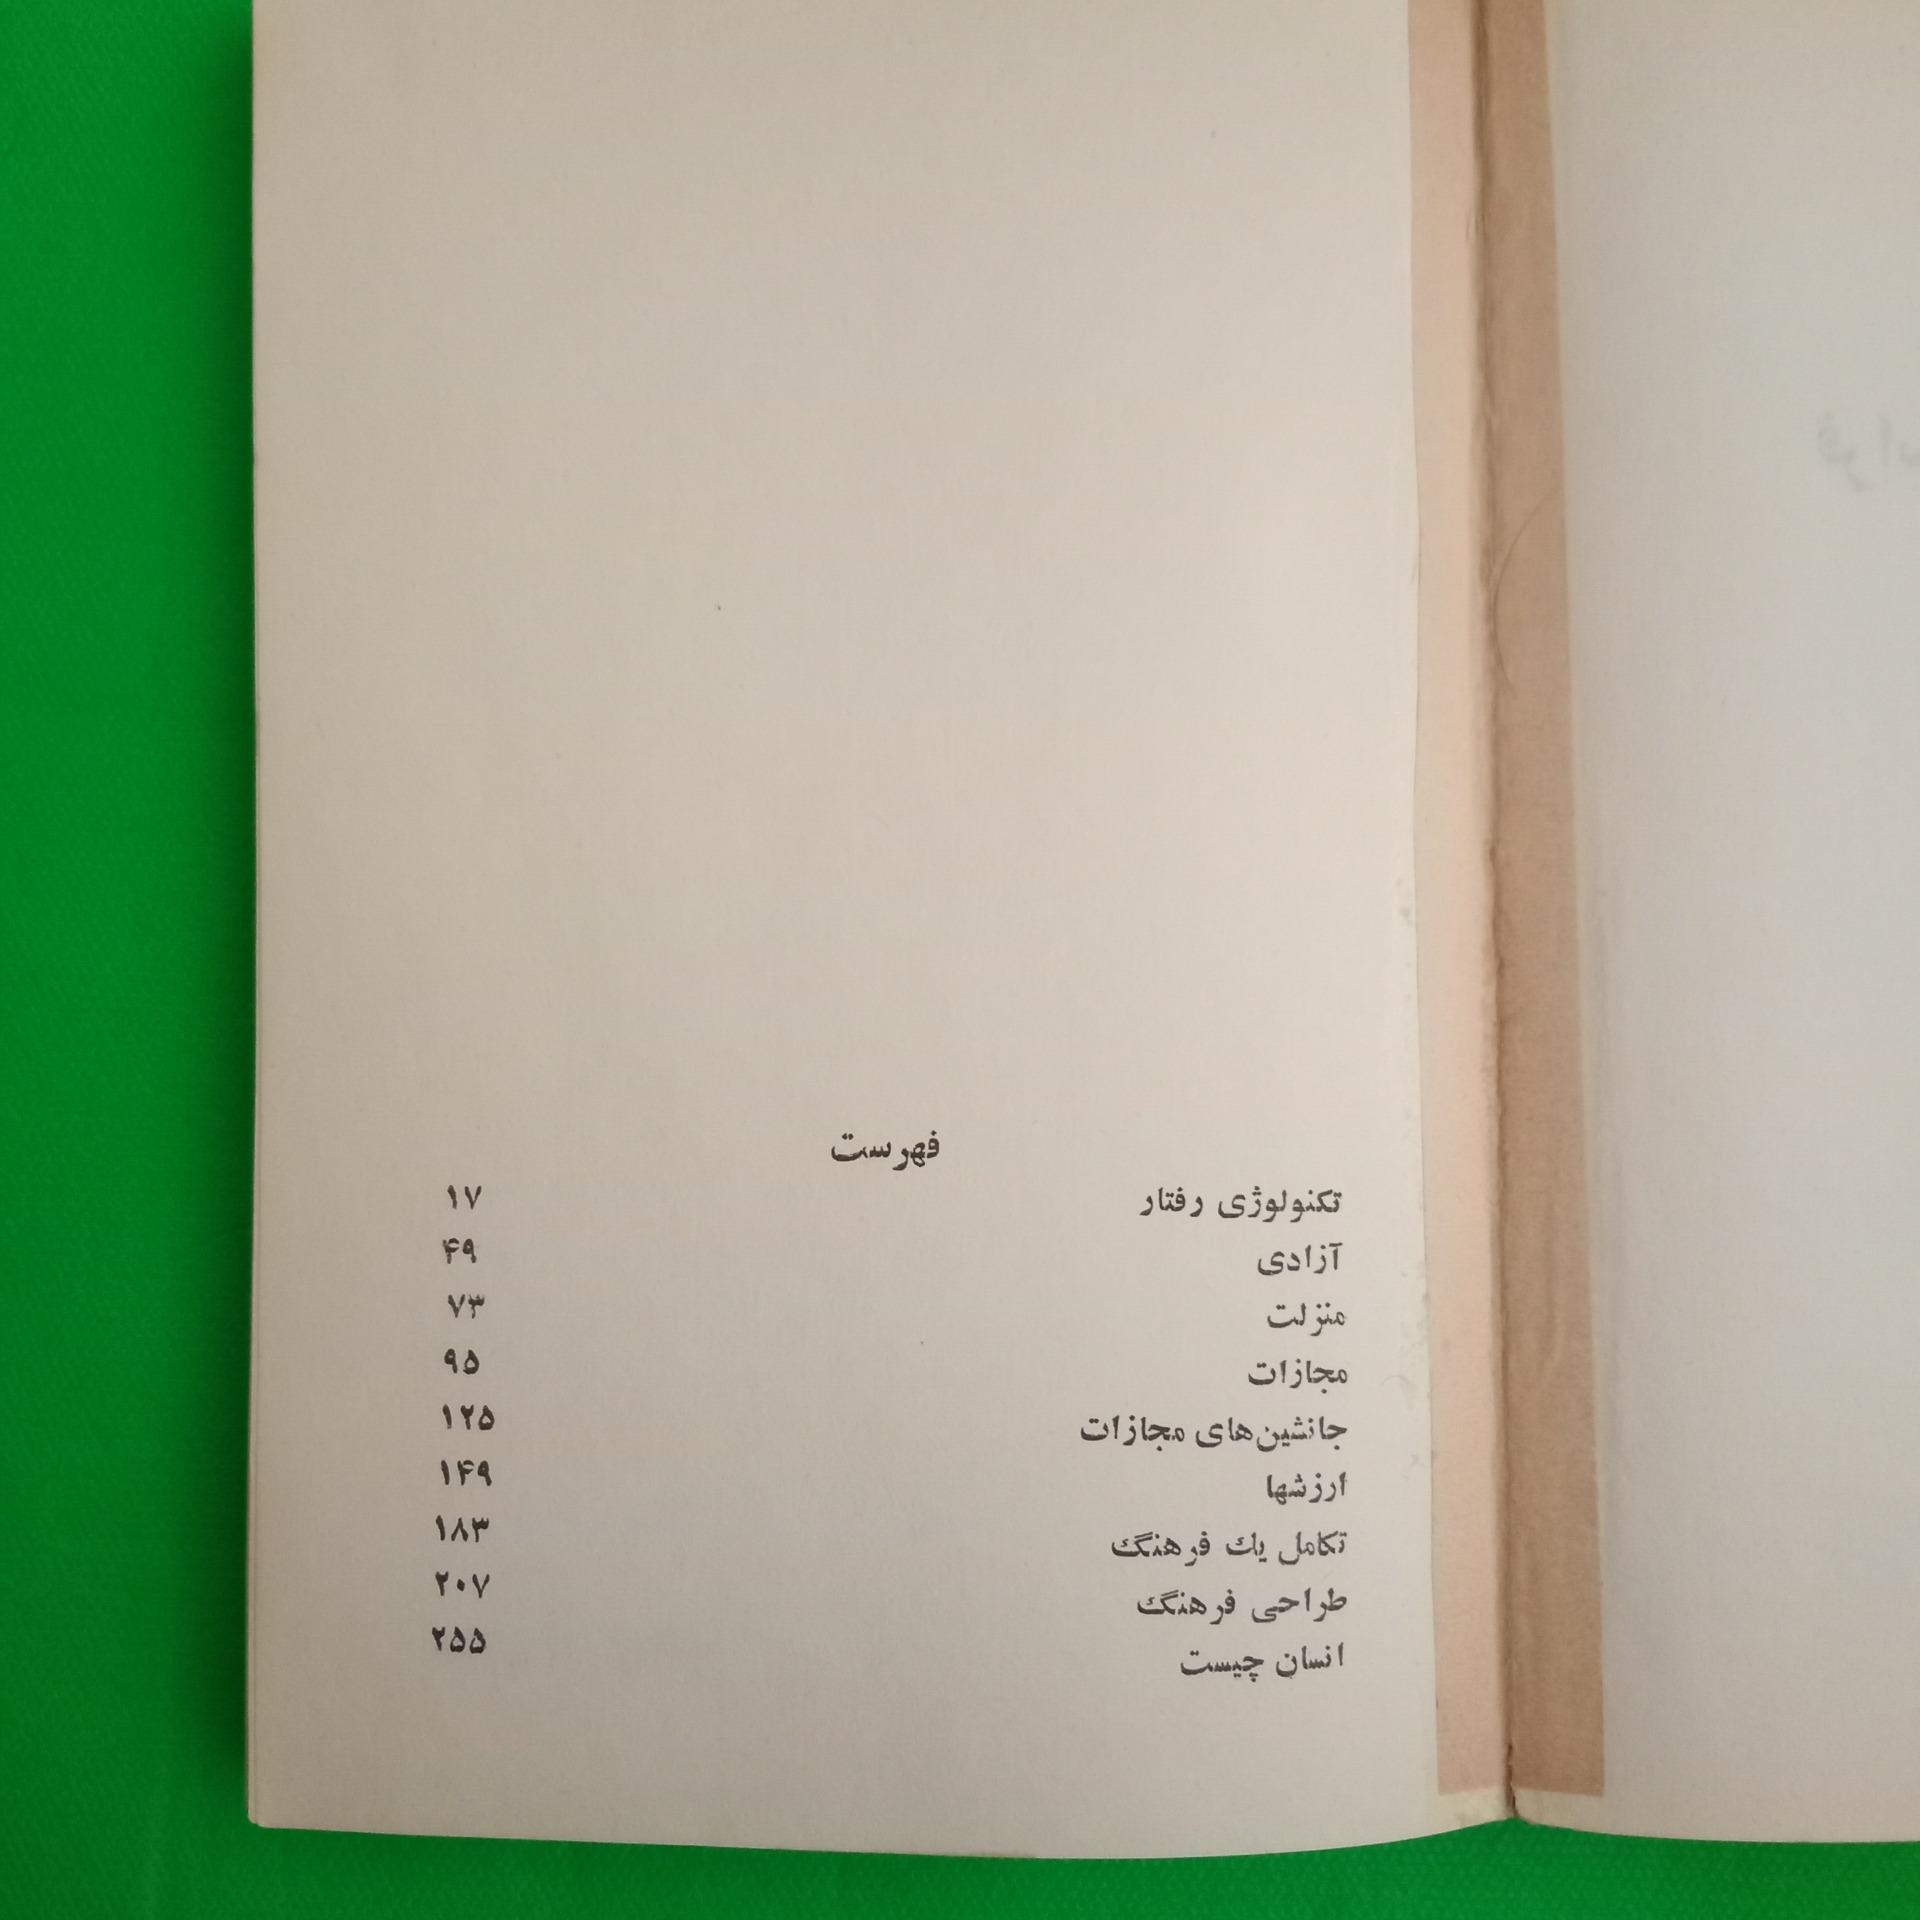 فهرست
تکنولوژی رفتار ۱۷
آزادی ۴۹
منزلت ۷۳
مجازات ۹۵
جانشین‌های مجازات ۱۲۵
ارزشها ۱۴۹
تکامل یك فرهنگ ۱۸۳
طراحی فرهنگ ۲۰۷
انسان چیست ۲۵۵